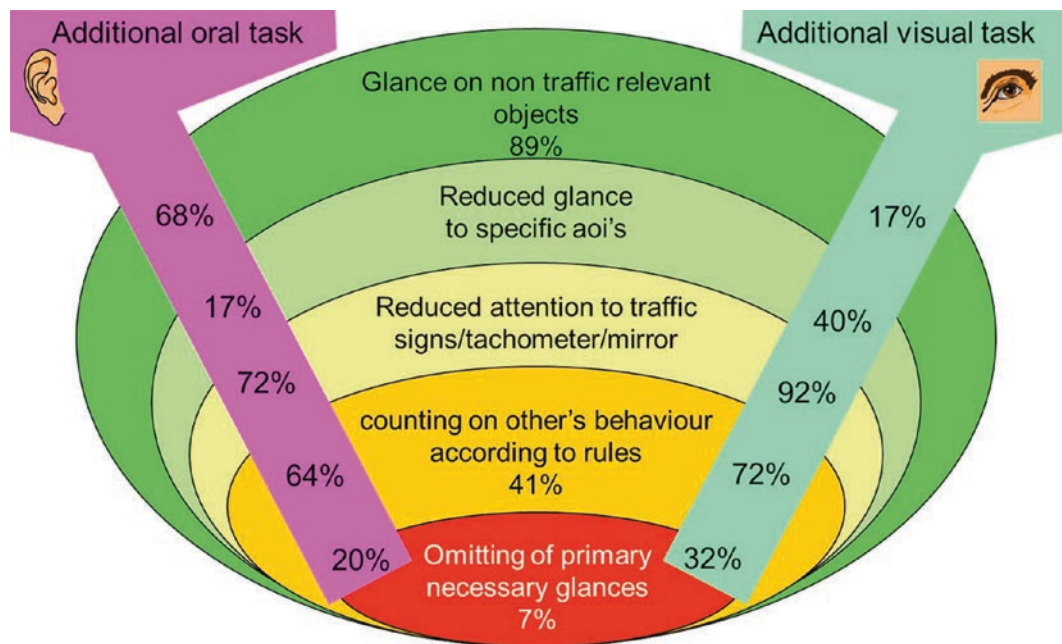 Additional oral task
Additional visual task
Glance on non traffic relevant
objects
89%
68%
17%
Reduced glance
to specific aoi's
17%
40%
Reduced attention to traffic
signs/tachometer/mirror
72%
92%
counting on other's behaviour
according to rules
41%
64%
72%
Omitting of primary
necessary glances
7%
20%
32%